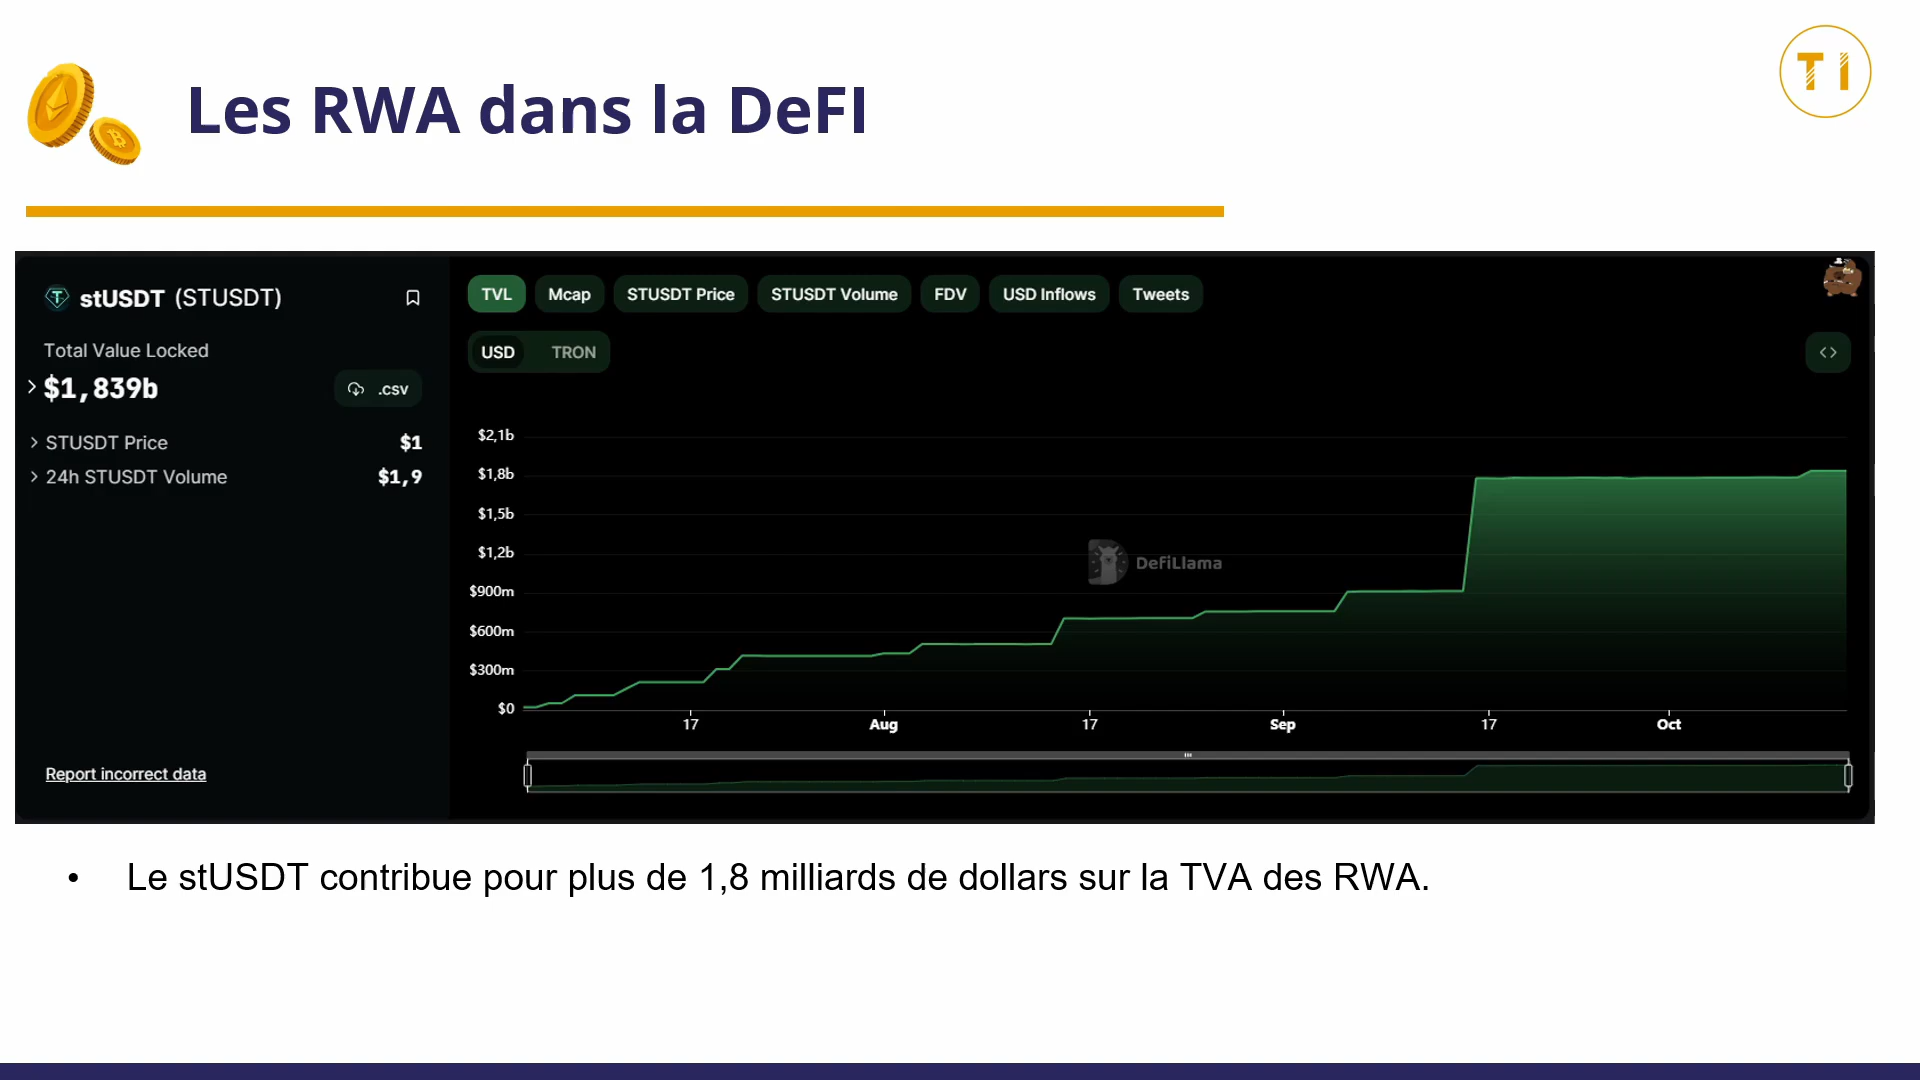 T I
Les RWA dans la DeFI
stUSDT (STUSDT)
Total Value Locked
$1,839b
.csv
STUSDT Price $1
24h STUSDT Volume $1,9
Report incorrect data
TVL Mcap STUSDT Price STUSDT Volume FDV USD Inflows Tweets
USD TRON
$2,1b
$1,8b
$1,5b
$1,2b
$900m
$600m
$300m
$0
DefiLlama
17 Aug 17 Sep 17 Oct
• Le stUSDT contribue pour plus de 1,8 milliards de dollars sur la TVA des RWA.